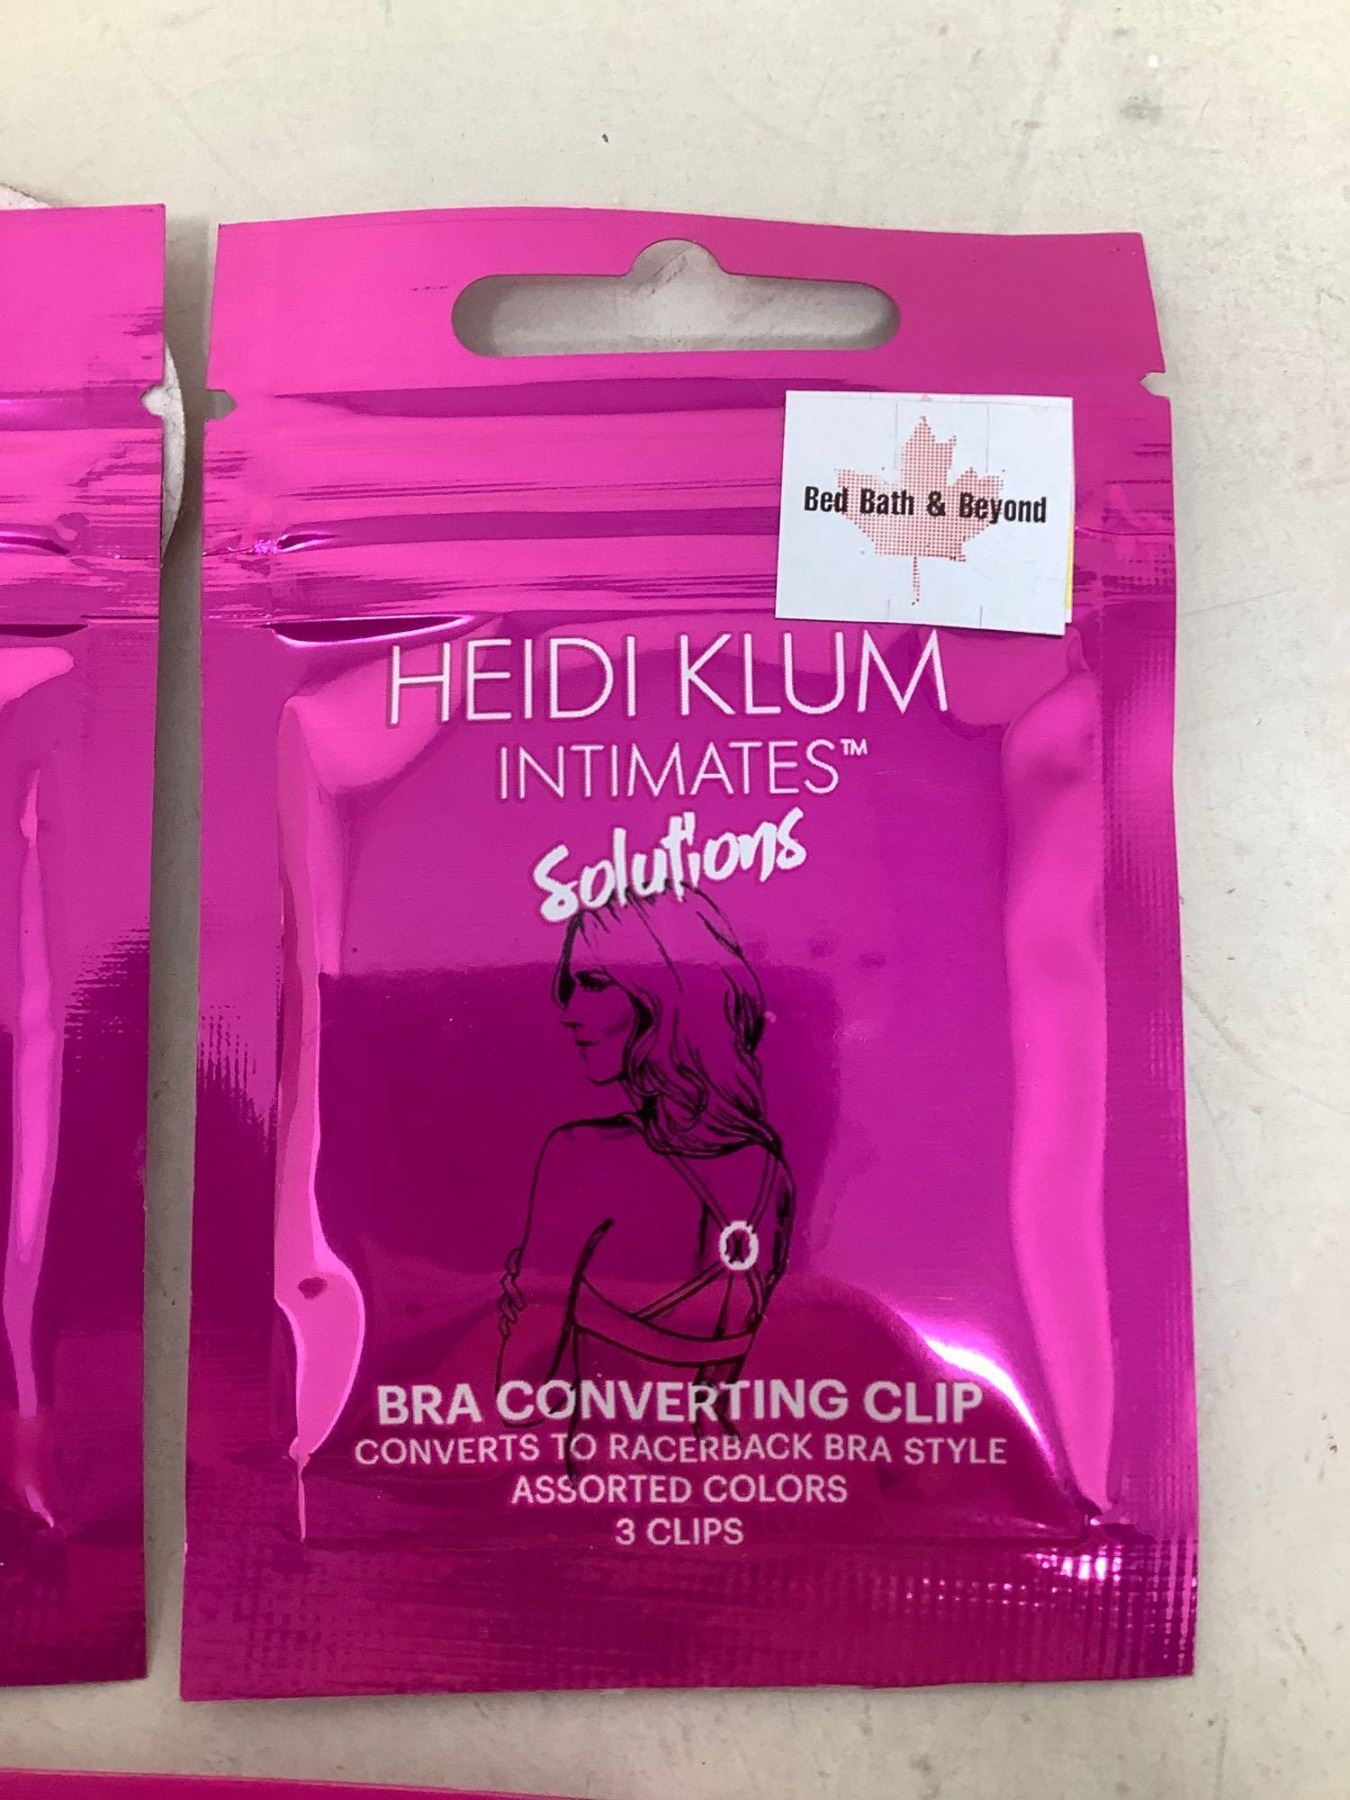 Bed Bath & Beyond
HEIDI KLUM
INTIMATES™
Solutions
BRA CONVERTING CLIP
CONVERTS TO RACERBACK BRA STYLE
ASSORTED COLORS
3 CLIPS